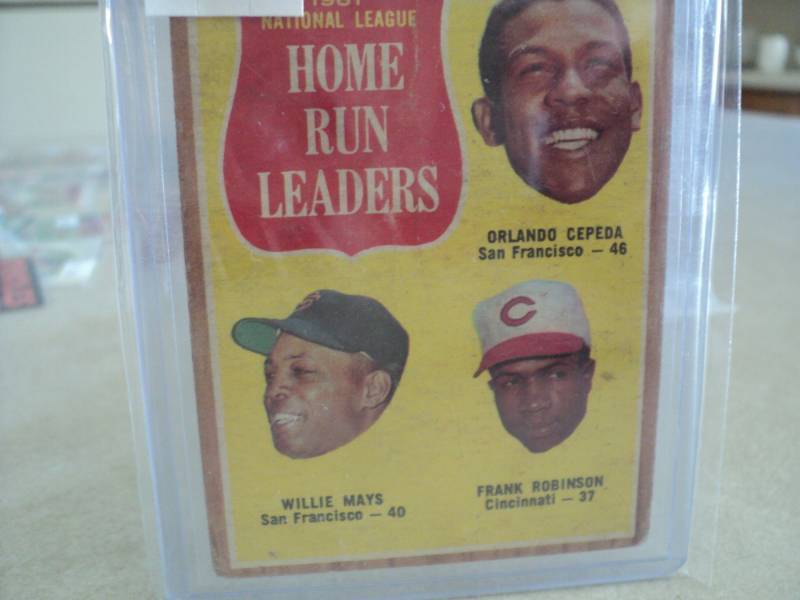 1961
NATIONAL LEAGUE
HOME
RUN
LEADERS
ORLANDO CEPEDA
San Francisco — 46
C
WILLIE MAYS
San Francisco — 40
FRANK ROBINSON
Cincinnati — 37